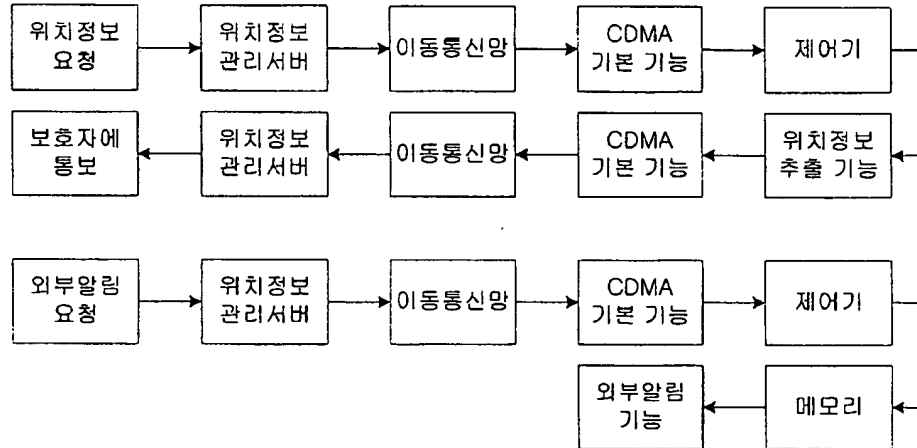 위치정보
요청
위치정보
관리서버
이동통신망
CDMA
기본 기능
제어기
보호자에
통보
위치정보
관리서버
이동통신망
CDMA
기본 기능
위치정보
추출 기능
외부알림
요청
위치정보
관리서버
이동통신망
CDMA
기본 기능
제어기
외부알림
기능
메모리